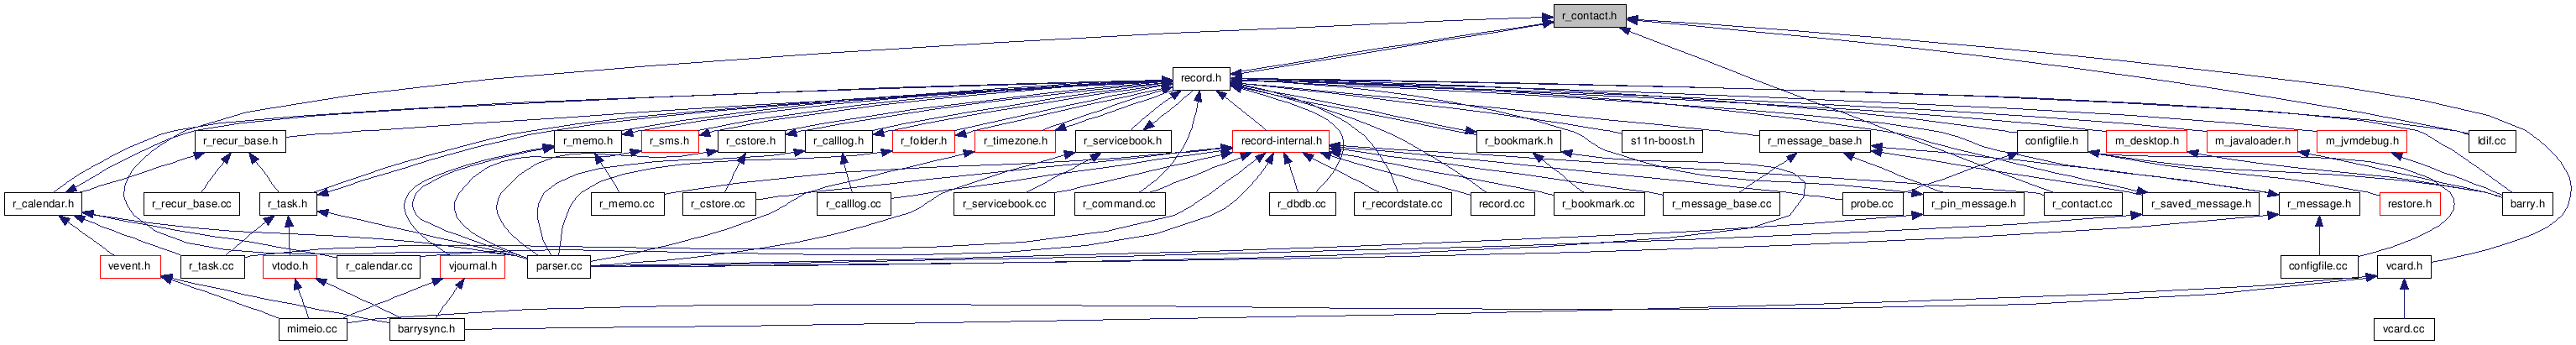 r_contact.h
record.h
r_recur_base.h
r_memo.h
r_sms.h
r_cstore.h
r_calllog.h
r_folder.h
r_timezone.h
r_servicebook.h
record-internal.h
r_bookmark.h
s11n-boost.h
r_message_base.h
configfile.h
m_desktop.h
m_javaloader.h
m_jvmdebug.h
ldif.cc
r_calendar.h
r_recur_base.cc
r_task.h
r_memo.cc
r_cstore.cc
r_calllog.cc
r_servicebook.cc
r_command.cc
r_dbdb.cc
r_recordstate.cc
record.cc
r_bookmark.cc
r_message_base.cc
probe.cc
r_pin_message.h
r_contact.cc
r_saved_message.h
r_message.h
restore.h
barry.h
vevent.h
r_task.cc
vtodo.h
r_calendar.cc
vjournal.h
parser.cc
configfile.cc
vcard.h
mimeio.cc
barrysync.h
vcard.cc